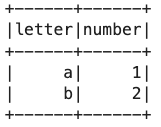 +------+------+
|letter|number|
+------+------+
|     a|     1|
|     b|     2|
+------+------+